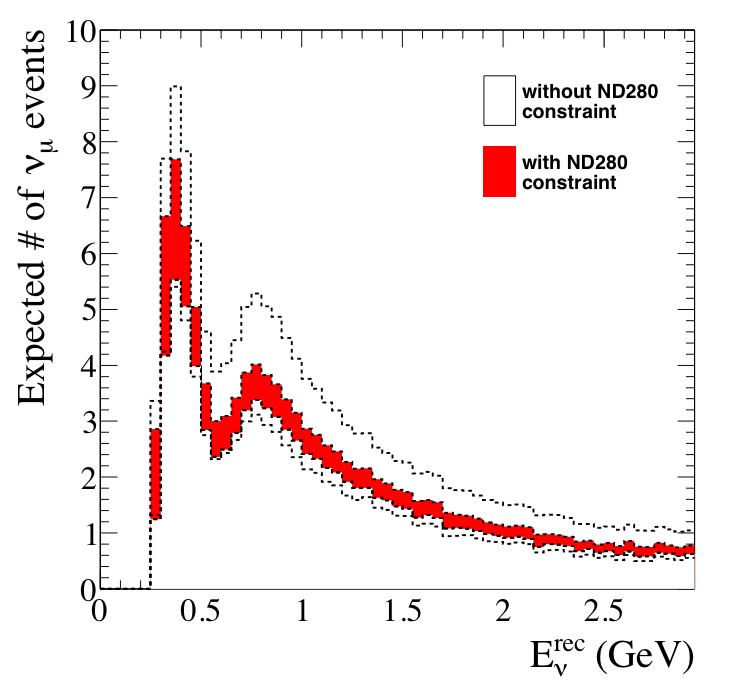 10
9
8
7
6
5
4
3
2
1
0
Expected # of νμ events
without ND280
constraint
with ND280
constraint
0 0.5 1 1.5 2 2.5
Eνrec (GeV)